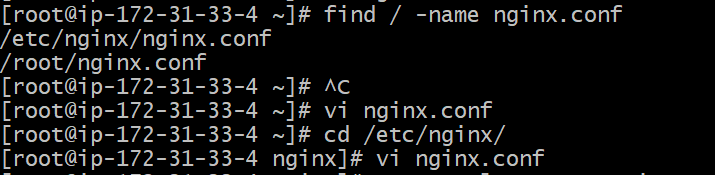 [root@ip-172-31-33-4 ~]# find / -name nginx.conf
/etc/nginx/nginx.conf
/root/nginx.conf
[root@ip-172-31-33-4 ~]# ^C
[root@ip-172-31-33-4 ~]# vi nginx.conf
[root@ip-172-31-33-4 ~]# cd /etc/nginx/
[root@ip-172-31-33-4 nginx]# vi nginx.conf